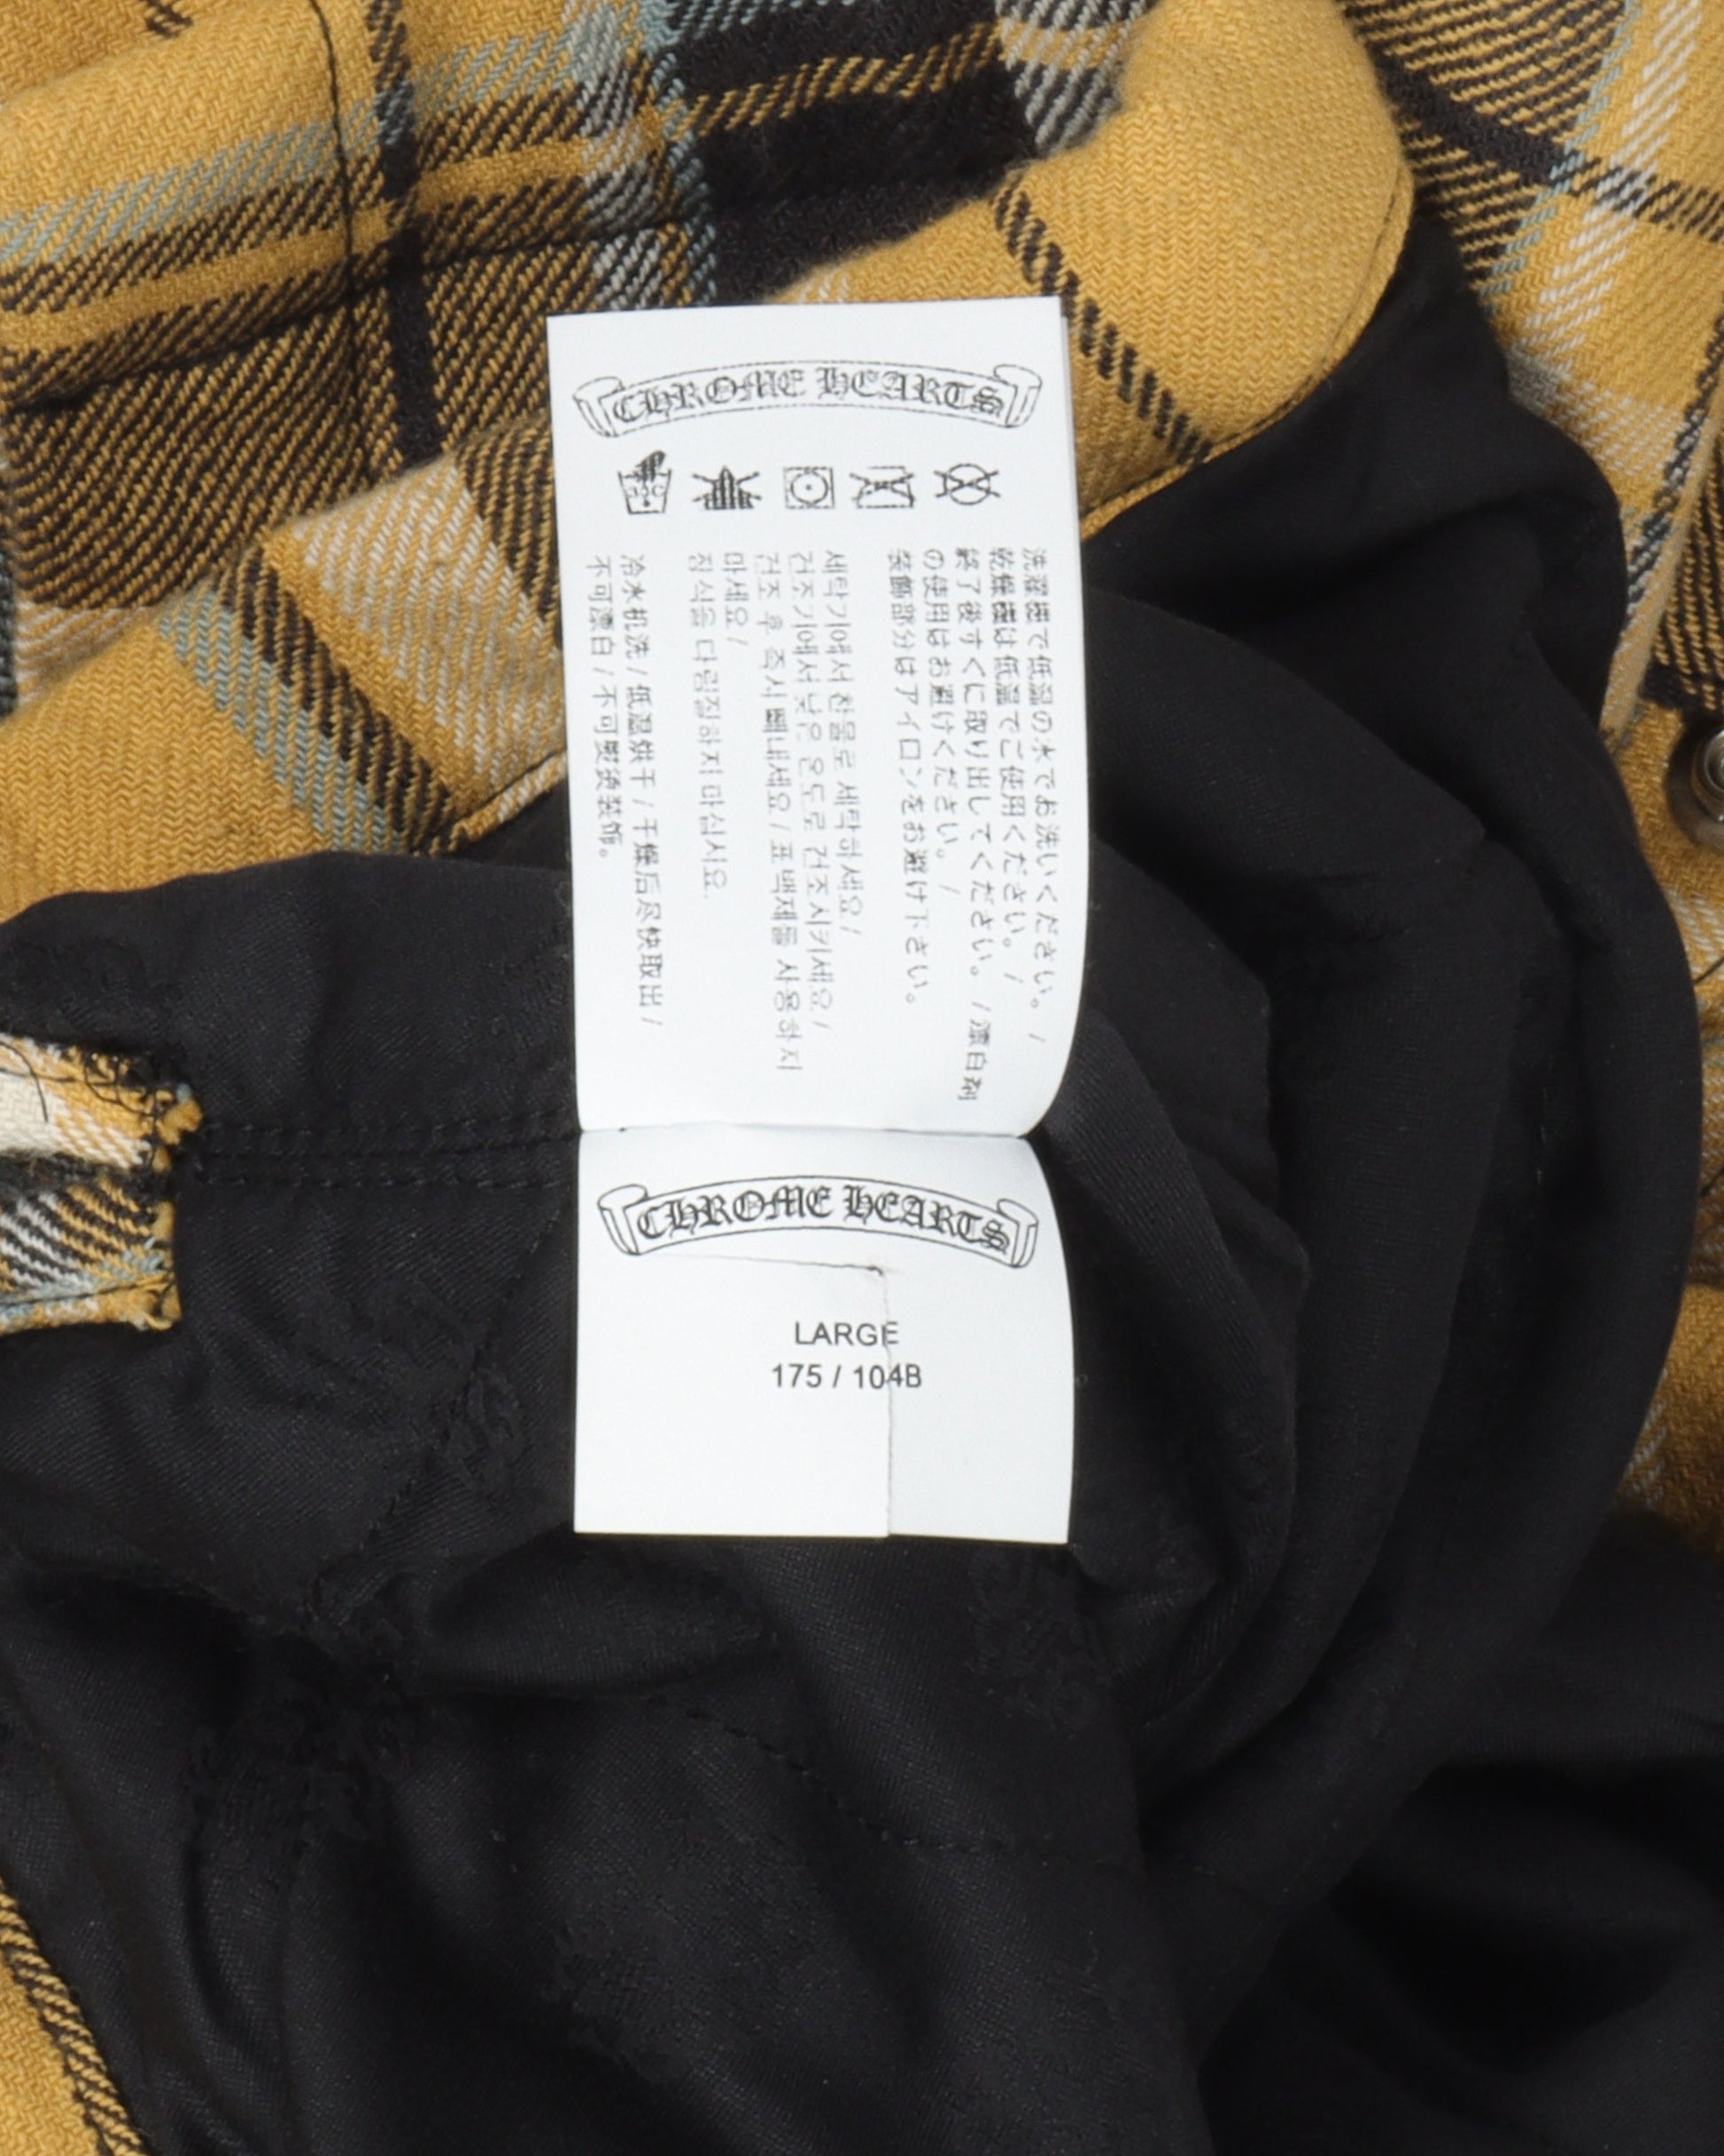 CHROME HEARTS
洗濯機で低温の水でお洗いください。/
乾燥機は低温でご使用ください。/
終了後すぐに取り出してください。/漂白剤
の使用はお避けください。/
装飾部分はアイロンをお避け下さい。
세탁기에서 찬물로 세탁하세요 /
건조기에서 낮은 온도로 건조시키세요 /
건조 후 즉시 빼내세요 / 표백제를 사용하지
마세요 /
장식을 다림질하지 마십시요.
冷水机洗 / 低温烘干 / 干燥后尽快取出 /
不可漂白 / 不可熨烫装饰。
CHROME HEARTS
LARGE
175 / 104B